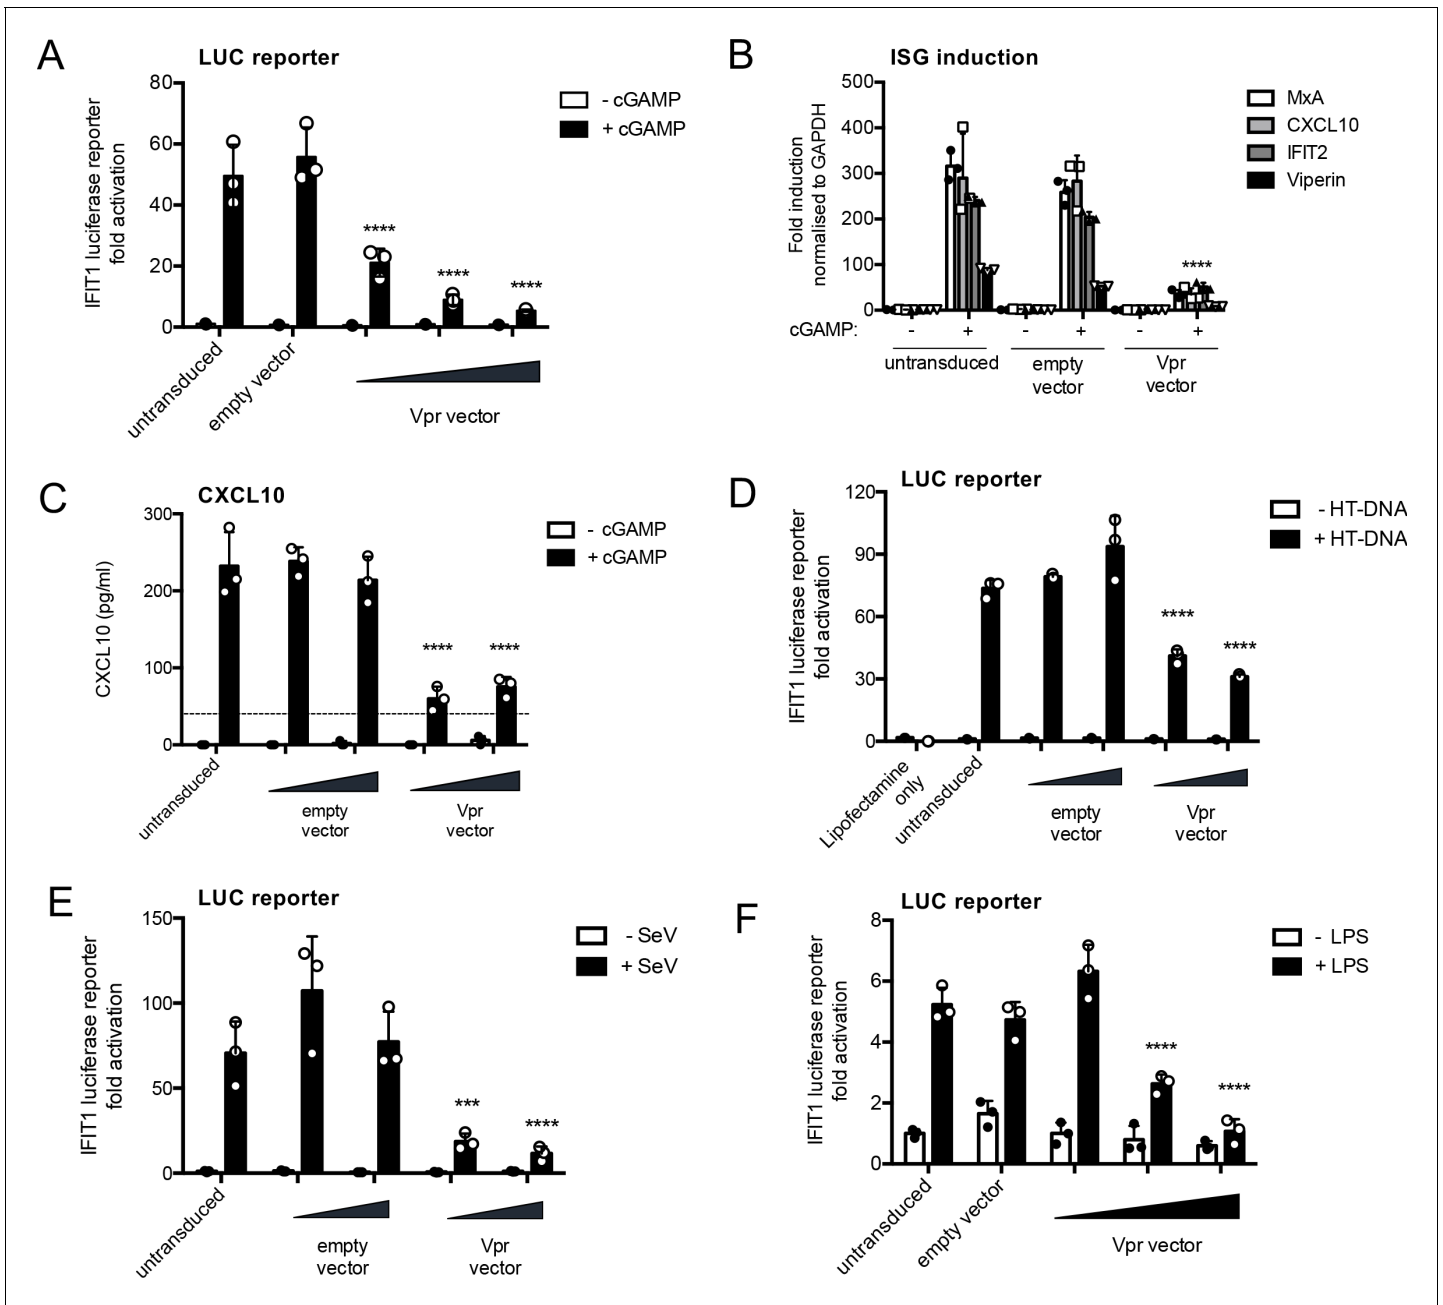 A
LUC reporter
IFIT1 luciferase reporter
fold activation
80
60
40
20
0
- cGAMP
+ cGAMP
****
****
****
untransduced
empty vector
Vpr vector
B
ISG induction
Fold induction
normalised to GAPDH
500
400
300
200
100
0
MxA
CXCL10
IFIT2
Viperin
****
cGAMP:
- + - + - +
untransduced
empty
vector
Vpr
vector
C
CXCL10
CXCL10 (pg/ml)
300
200
100
0
- cGAMP
+ cGAMP
****
****
untransduced
empty
vector
Vpr
vector
D
LUC reporter
IFIT1 luciferase reporter
fold activation
120
90
60
30
0
- HT-DNA
+ HT-DNA
****
****
Lipofectamine
only
untransduced
empty
vector
Vpr
vector
E
LUC reporter
IFIT1 luciferase reporter
fold activation
150
100
50
0
- SeV
+ SeV
***
****
untransduced
empty
vector
Vpr
vector
F
LUC reporter
IFIT1 luciferase reporter
fold activation
8
6
4
2
0
- LPS
+ LPS
****
****
untransduced
empty vector
Vpr vector